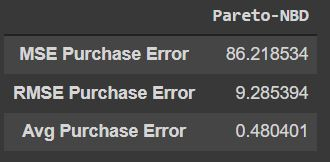 Pareto-NBD
MSE Purchase Error 86.218534
RMSE Purchase Error 9.285394
Avg Purchase Error 0.480401